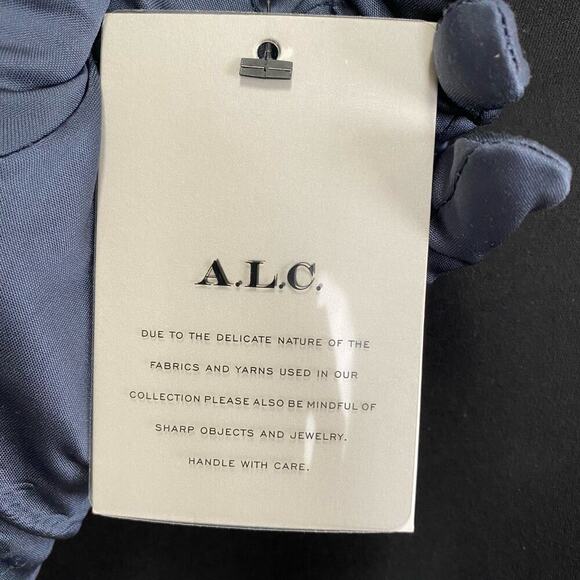 A.L.C.
DUE TO THE DELICATE NATURE OF THE
FABRICS AND YARNS USED IN OUR
COLLECTION PLEASE ALSO BE MINDFUL OF
SHARP OBJECTS AND JEWELRY.
HANDLE WITH CARE.